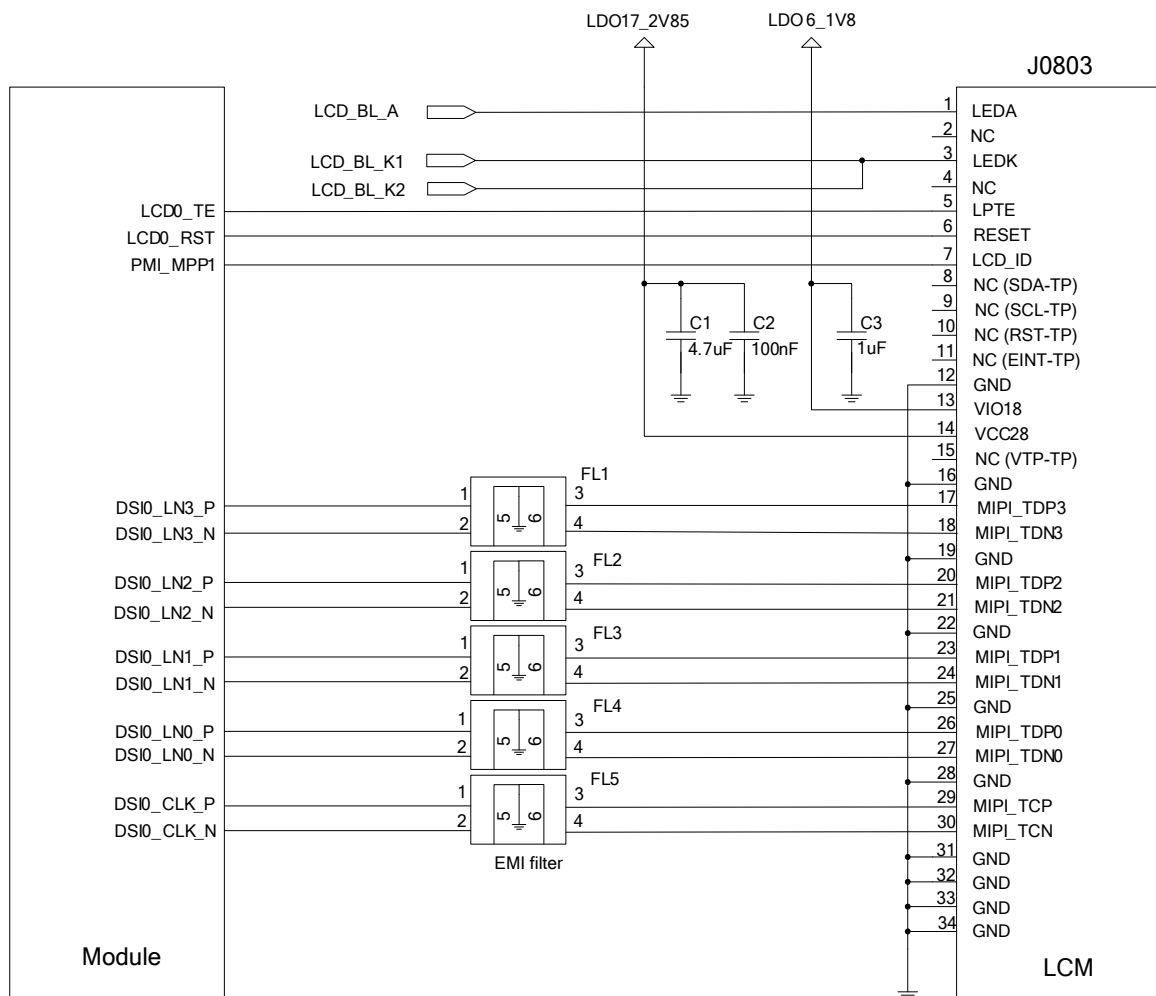 LDO17_2V85
LDO6_1V8
J0803
LCD_BL_A
1
LEDA
2
NC
LCD_BL_K1
3
LEDK
LCD_BL_K2
4
NC
LCD0_TE
5
LPTE
LCD0_RST
6
RESET
PMI_MPP1
7
LCD_ID
8
NC (SDA-TP)
9
NC (SCL-TP)
C1
4.7uF
C2
100nF
C3
1uF
10
NC (RST-TP)
11
NC (EINT-TP)
12
GND
13
VIO18
14
VCC28
15
NC (VTP-TP)
16
GND
FL1
DSI0_LN3_P
1
5
6
3
17
MIPI_TDP3
DSI0_LN3_N
2
4
18
MIPI_TDN3
19
GND
FL2
DSI0_LN2_P
1
5
6
3
20
MIPI_TDP2
DSI0_LN2_N
2
4
21
MIPI_TDN2
22
GND
FL3
DSI0_LN1_P
1
5
6
3
23
MIPI_TDP1
DSI0_LN1_N
2
4
24
MIPI_TDN1
25
GND
FL4
DSI0_LN0_P
1
5
6
3
26
MIPI_TDP0
DSI0_LN0_N
2
4
27
MIPI_TDN0
28
GND
FL5
DSI0_CLK_P
1
5
6
3
29
MIPI_TCP
DSI0_CLK_N
2
4
30
MIPI_TCN
EMI filter
31
GND
32
GND
33
GND
34
GND
Module
LCM